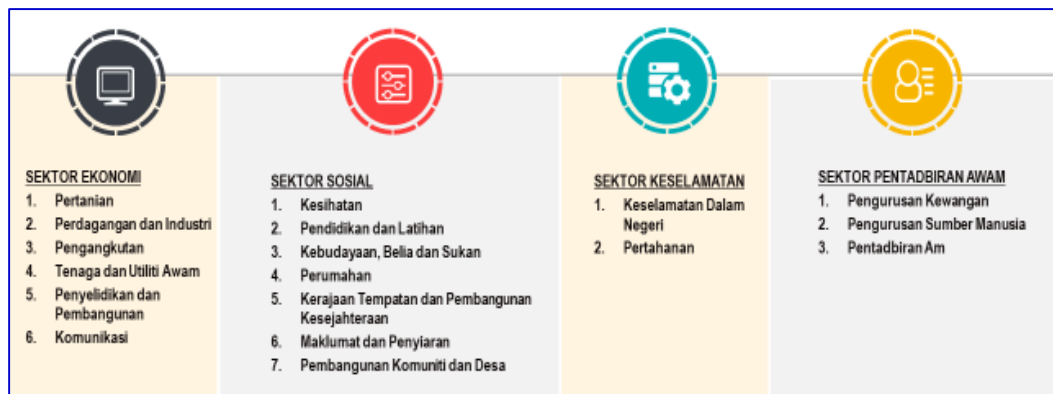 SEKTOR EKONOMI
1. Pertanian
2. Perdagangan dan Industri
3. Pengangkutan
4. Tenaga dan Utiliti Awam
5. Penyelidikan dan
Pembangunan
6. Komunikasi
SEKTOR SOSIAL
1. Kesihatan
2. Pendidikan dan Latihan
3. Kebudayaan, Belia dan Sukan
4. Perumahan
5. Kerajaan Tempatan dan Pembangunan
Kesejahteraan
6. Maklumat dan Penyiaran
7. Pembangunan Komuniti dan Desa
SEKTOR KESELAMATAN
1. Keselamatan Dalam
Negeri
2. Pertahanan
SEKTOR PENTADBIRAN AWAM
1. Pengurusan Kewangan
2. Pengurusan Sumber Manusia
3. Pentadbiran Am